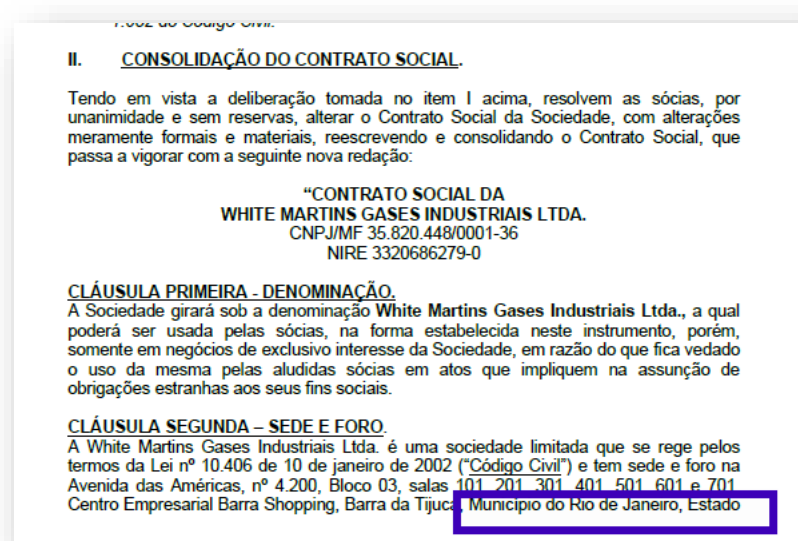 1.052 do Código Civil.
II. CONSOLIDAÇÃO DO CONTRATO SOCIAL.
Tendo em vista a deliberação tomada no item I acima, resolvem as sócias, por
unanimidade e sem reservas, alterar o Contrato Social da Sociedade, com alterações
meramente formais e materiais, reescrevendo e consolidando o Contrato Social, que
passa a vigorar com a seguinte nova redação:
“CONTRATO SOCIAL DA
WHITE MARTINS GASES INDUSTRIAIS LTDA.
CNPJ/MF 35.820.448/0001-36
NIRE 3320686279-0
CLÁUSULA PRIMEIRA - DENOMINAÇÃO.
A Sociedade girará sob a denominação White Martins Gases Industriais Ltda., a qual
poderá ser usada pelas sócias, na forma estabelecida neste instrumento, porém,
somente em negócios de exclusivo interesse da Sociedade, em razão do que fica vedado
o uso da mesma pelas aludidas sócias em atos que impliquem na assunção de
obrigações estranhas aos seus fins sociais.
CLÁUSULA SEGUNDA – SEDE E FORO.
A White Martins Gases Industriais Ltda. é uma sociedade limitada que se rege pelos
termos da Lei nº 10.406 de 10 de janeiro de 2002 (“Código Civil”) e tem sede e foro na
Avenida das Américas, nº 4.200, Bloco 03, salas 101, 201, 301, 401, 501, 601 e 701,
Centro Empresarial Barra Shopping, Barra da Tijuca, Município do Rio de Janeiro, Estado